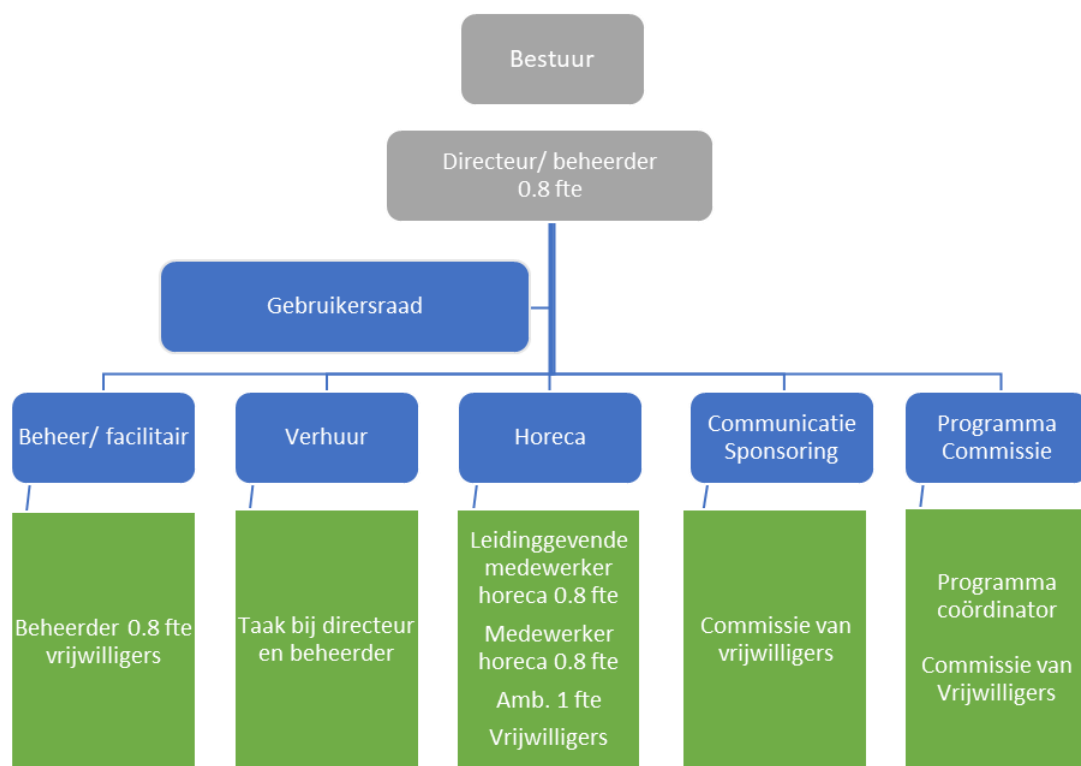 Bestuur
Directeur/ beheerder
0.8 fte
Gebruikersraad
Beheer/ facilitair
Verhuur
Horeca
Communicatie
Sponsoring
Programma
Commissie
Beheerder 0.8 fte
vrijwilligers
Taak bij directeur
en beheerder
Leidinggevende
medewerker
horeca 0.8 fte
Medewerker
horeca 0.8 fte
Amb. 1 fte
Vrijwilligers
Commissie van
vrijwilligers
Programma
coördinator
Commissie van
Vrijwilligers